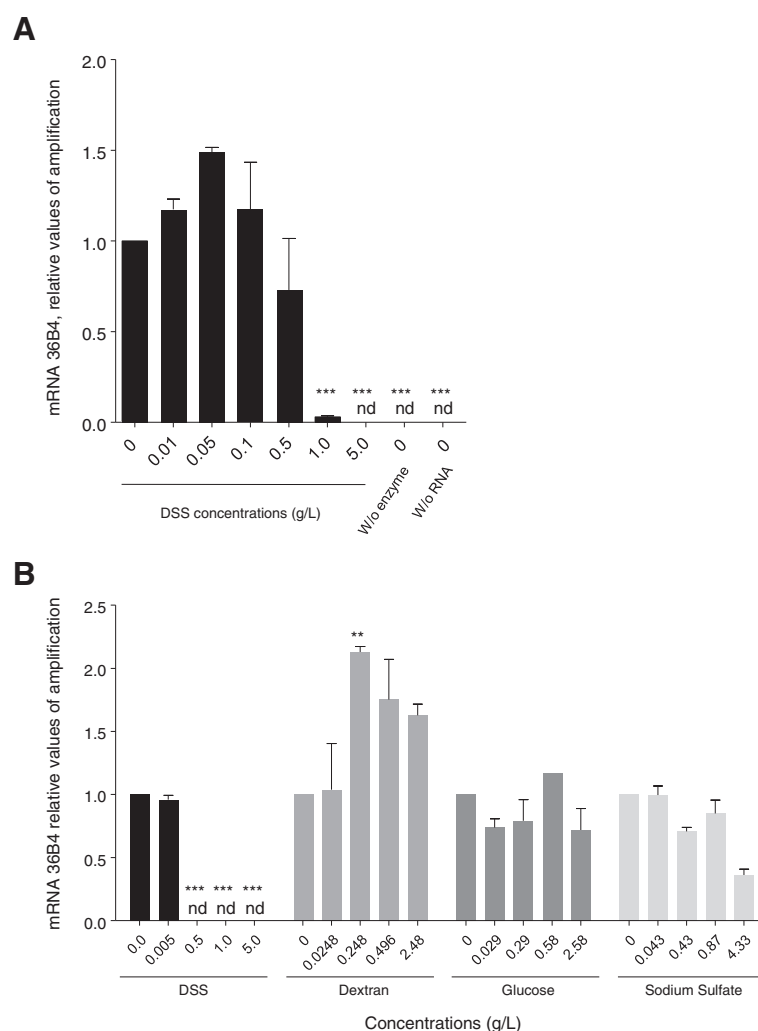 A
mRNA 36B4, relative values of amplification
2.0
1.5
1.0
0.5
0.0
*** *** *** ***
nd nd nd
0 0.01 0.05 0.1 0.5 1.0 5.0 0 0
W/o enzyme W/o RNA
DSS concentrations (g/L)
B
mRNA 36B4 relative values of amplification
2.5
2.0
1.5
1.0
0.5
0.0
**
*** *** ***
nd nd nd
0.0 0.005 0.5 1.0 5.0 0 0.0248 0.248 0.496 2.48 0 0.029 0.29 0.58 2.58 0 0.043 0.43 0.87 4.33
DSS Dextran Glucose Sodium Sulfate
Concentrations (g/L)